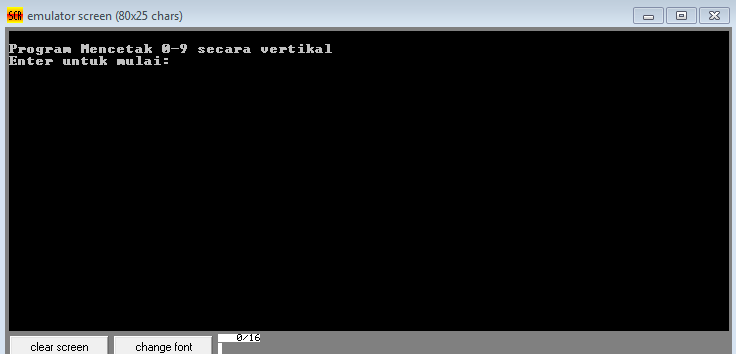 emulator screen (80x25 chars)
Program Mencetak 0-9 secara vertikal
Enter untuk mulai:
clear screen
change font
0/16